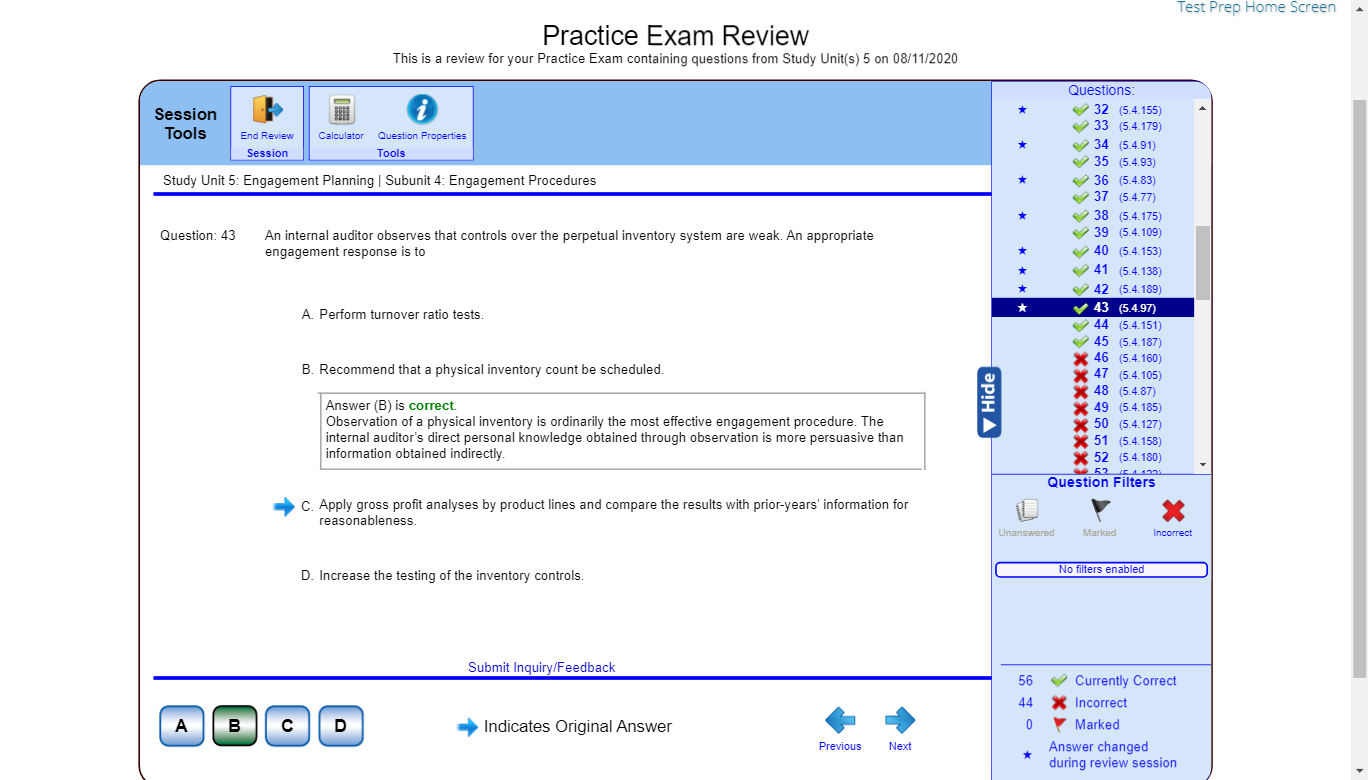 Test Prep Home Screen
Practice Exam Review
This is a review for your Practice Exam containing questions from Study Unit(s) 5 on 08/11/2020
Session
Tools
End Review
Session
Calculator
Question Properties
Tools
Study Unit 5: Engagement Planning | Subunit 4: Engagement Procedures
Question: 43
An internal auditor observes that controls over the perpetual inventory system are weak. An appropriate
engagement response is to
A. Perform turnover ratio tests.
B. Recommend that a physical inventory count be scheduled.
Answer (B) is correct.
Observation of a physical inventory is ordinarily the most effective engagement procedure. The
internal auditor's direct personal knowledge obtained through observation is more persuasive than
information obtained indirectly.
C. Apply gross profit analyses by product lines and compare the results with prior-years' information for
reasonableness.
D. Increase the testing of the inventory controls.
Submit Inquiry/Feedback
A
B
C
D
Indicates Original Answer
Previous
Next
Hide
Questions:
32 (5.4.155)
33 (5.4.179)
34 (5.4.91)
35 (5.4.93)
36 (5.4.83)
37 (5.4.77)
38 (5.4.175)
39 (5.4.109)
40 (5.4.153)
41 (5.4.138)
42 (5.4.189)
43 (5.4.97)
44 (5.4.151)
45 (5.4.187)
46 (5.4.160)
47 (5.4.105)
48 (5.4.87)
49 (5.4.185)
50 (5.4.127)
51 (5.4.158)
52 (5.4.180)
Question Filters
Unanswered
Marked
Incorrect
No filters enabled
56 Currently Correct
44 Incorrect
0 Marked
Answer changed
during review session